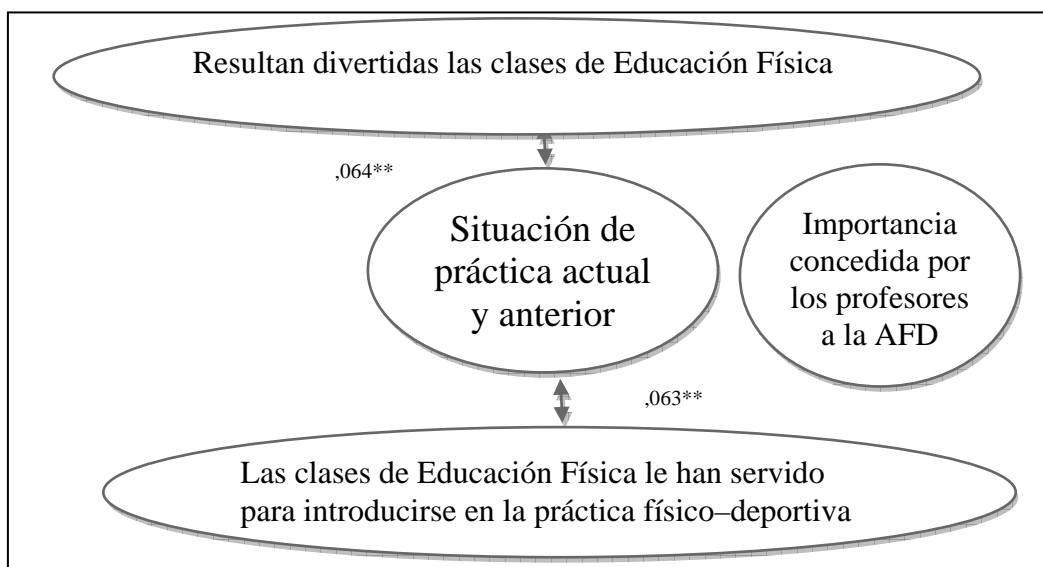 Resultan divertidas las clases de Educación Física
,064**
Situación de
práctica actual
y anterior
Importancia
concedida por
los profesores
a la AFD
,063**
Las clases de Educación Física le han servido
para introducirse en la práctica físico–deportiva